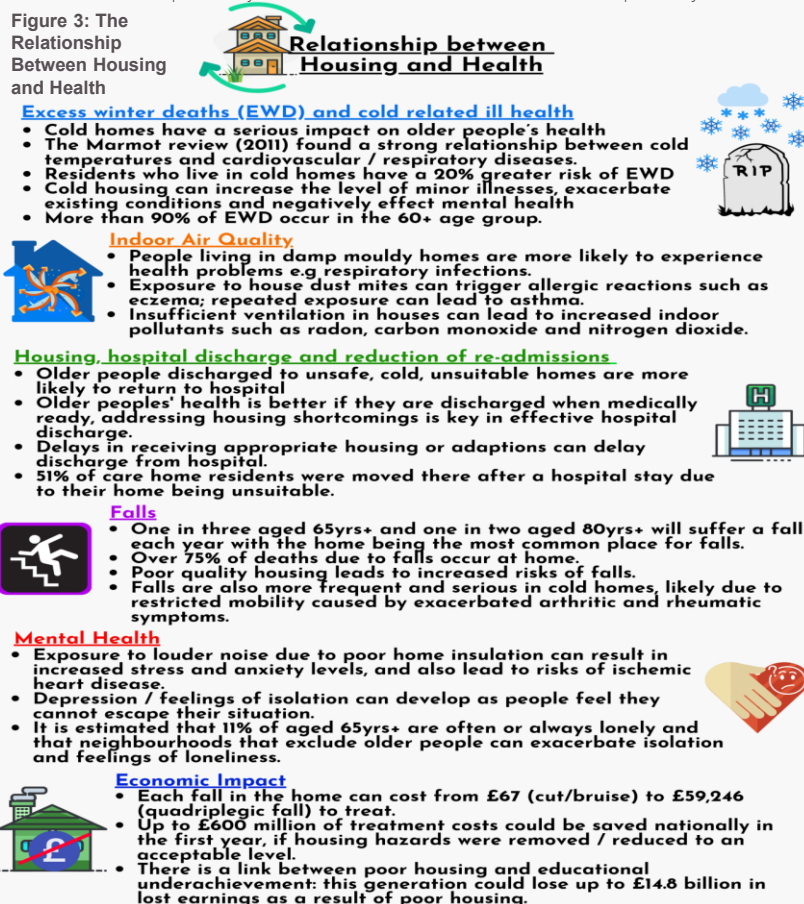 Figure 3: The
Relationship
Between Housing
and Health
Relationship between
Housing and Health
Excess winter deaths (EWD) and cold related ill health
• Cold homes have a serious impact on older people's health
• The Marmot review (2011) found a strong relationship between cold
temperatures and cardiovascular / respiratory diseases.
• Residents who live in cold homes have a 20% greater risk of EWD
• Cold housing can increase the level of minor illnesses, exacerbate
existing conditions and negatively effect mental health
• More than 90% of EWD occur in the 60+ age group.
RIP
Indoor Air Quality
• People living in damp mouldy homes are more likely to experience
health problems e.g respiratory infections.
• Exposure to house dust mites can trigger allergic reactions such as
eczema; repeated exposure can lead to asthma.
• Insufficient ventilation in houses can lead to increased indoor
pollutants such as radon, carbon monoxide and nitrogen dioxide.
Housing, hospital discharge and reduction of re-admissions
• Older people discharged to unsafe, cold, unsuitable homes are more
likely to return to hospital
• Older peoples' health is better if they are discharged when medically
ready, addressing housing shortcomings is key in effective hospital
discharge.
• Delays in receiving appropriate housing or adaptions can delay
discharge from hospital.
• 51% of care home residents were moved there after a hospital stay due
to their home being unsuitable.
H
Falls
• One in three aged 65yrs+ and one in two aged 80yrs+ will suffer a fall
each year with the home being the most common place for falls.
• Over 75% of deaths due to falls occur at home.
• Poor quality housing leads to increased risks of falls.
• Falls are also more frequent and serious in cold homes, likely due to
restricted mobility caused by exacerbated arthritic and rheumatic
symptoms.
Mental Health
• Exposure to louder noise due to poor home insulation can result in
increased stress and anxiety levels, and also lead to risks of ischemic
heart disease.
• Depression / feelings of isolation can develop as people feel they
cannot escape their situation.
• It is estimated that 11% of aged 65yrs+ are often or always lonely and
that neighbourhoods that exclude older people can exacerbate isolation
and feelings of loneliness.
Economic Impact
£
• Each fall in the home can cost from £67 (cut/bruise) to £59,246
(quadriplegic fall) to treat.
• Up to £600 million of treatment costs could be saved nationally in
the first year, if housing hazards were removed / reduced to an
acceptable level.
• There is a link between poor housing and educational
underachievement: this generation could lose up to £14.8 billion in
lost earnings as a result of poor housing.